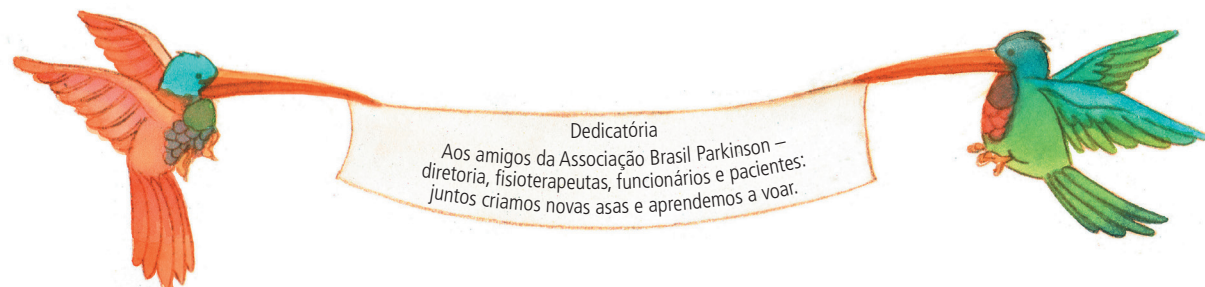 Dedicatória
Aos amigos da Associação Brasil Parkinson –
diretoria, fisioterapeutas, funcionários e pacientes:
juntos criamos novas asas e aprendemos a voar.